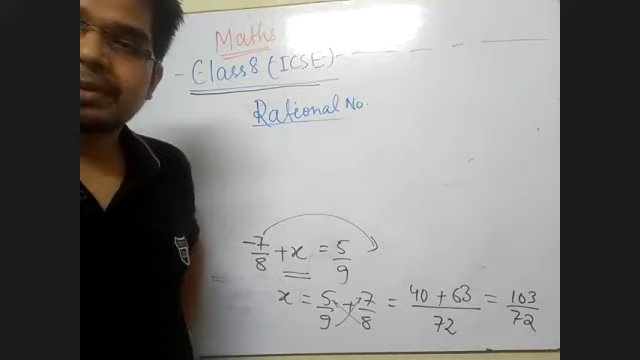 Maths
Class 8 (ICSE)
Rational No.
-7/8 + x = 5/9
x = 5/9 + 7/8 = 40 + 63/72 = 103/72